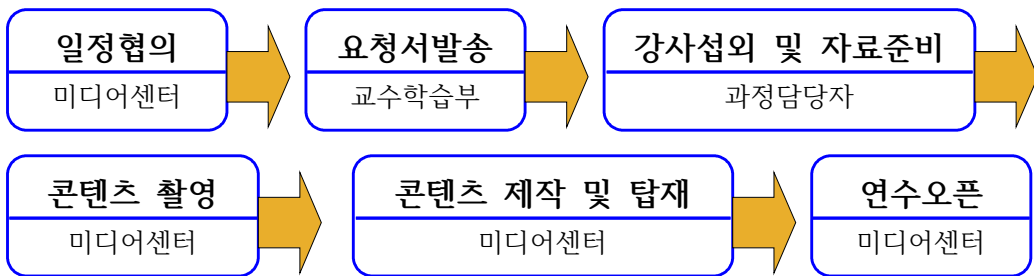 일정협의
미디어센터
요청서발송
교수학습부
강사섭외 및 자료준비
과정담당자
콘텐츠 촬영
미디어센터
콘텐츠 제작 및 탑재
미디어센터
연수오픈
미디어센터